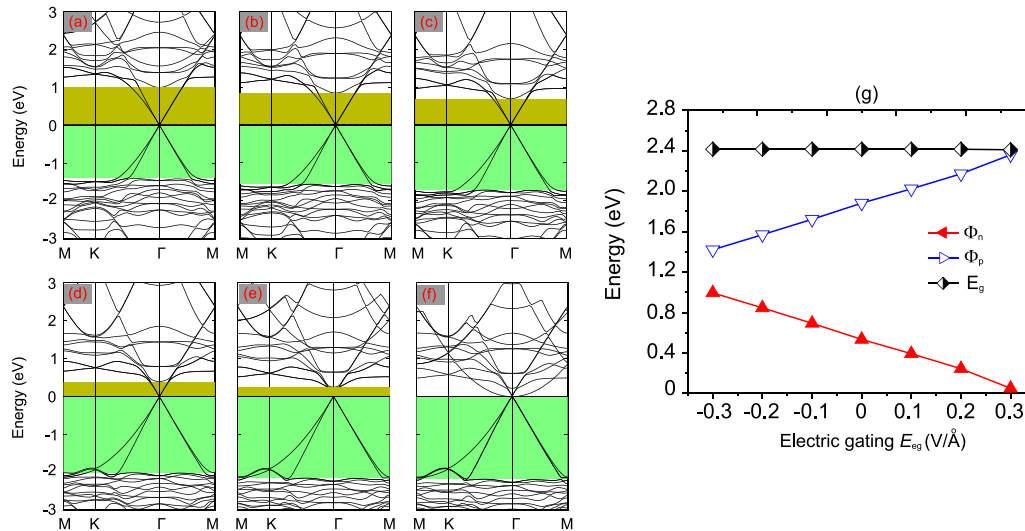 (a) (b) (c)
3
2
1
0
-1
-2
-3
Energy (eV)
M K Γ M M K Γ M M K Γ M
(d) (e) (f)
3
2
1
0
-1
-2
-3
Energy (eV)
M K Γ M M K Γ M M K Γ M
(g)
2.8
2.4
2.0
1.6
1.2
0.8
0.4
0
Energy (eV)
Φn
Φp
Eg
-0.3 -0.2 -0.1 0 0.1 0.2 0.3
Electric gating Eeg (V/Å)